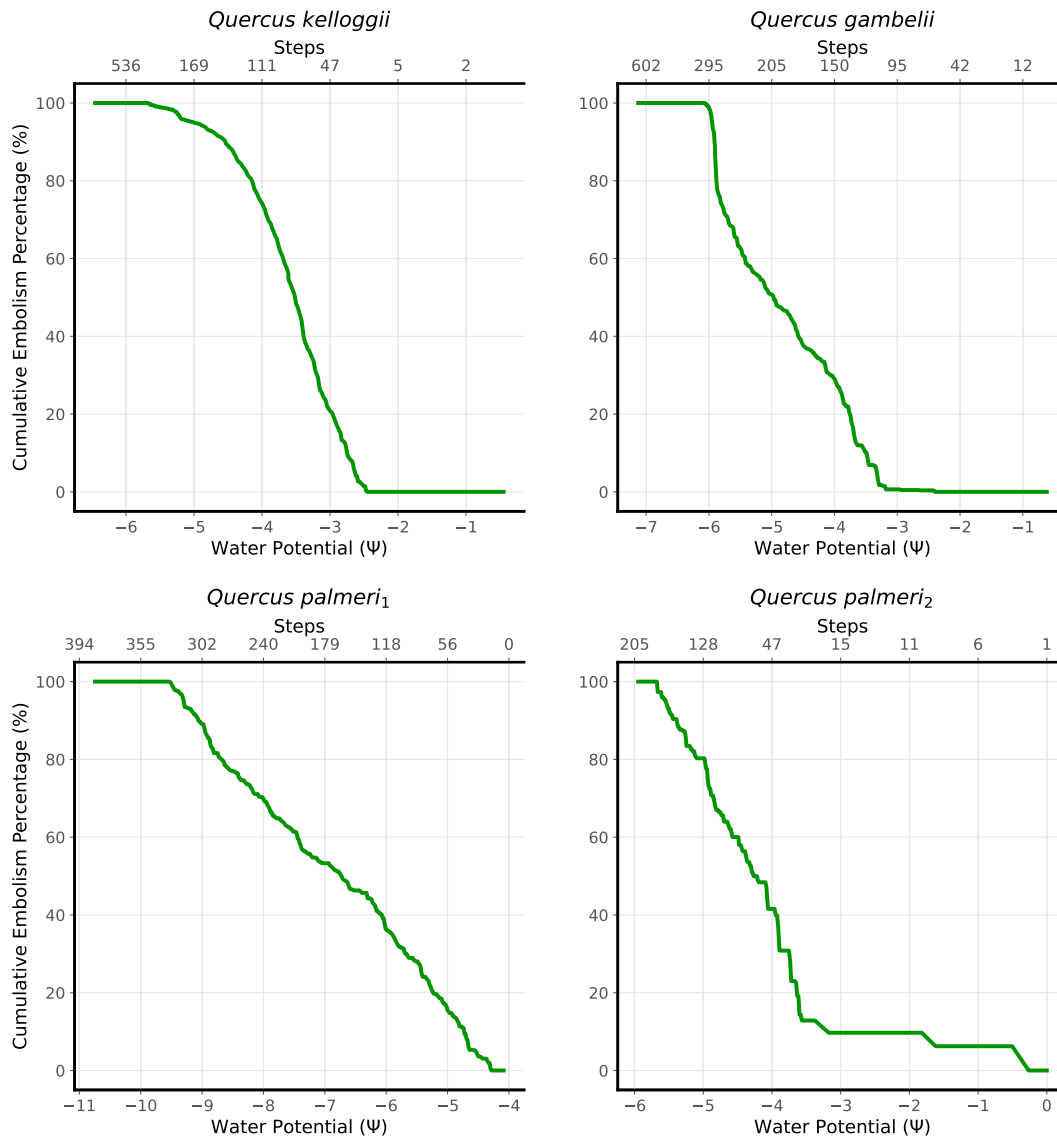 Quercus kelloggii
Steps
536 169 111 47 5 2
100
80
60
40
20
0
Cumulative Embolism Percentage (%)
−6 −5 −4 −3 −2 −1
Water Potential (Ψ)
Quercus gambelii
Steps
602 295 205 150 95 42 12
100
80
60
40
20
0
−7 −6 −5 −4 −3 −2 −1
Water Potential (Ψ)
Quercus palmeri₁
Steps
394 355 302 240 179 118 56 0
100
80
60
40
20
0
Cumulative Embolism Percentage (%)
−11 −10 −9 −8 −7 −6 −5 −4
Water Potential (Ψ)
Quercus palmeri₂
Steps
205 128 47 15 11 6 1
100
80
60
40
20
0
−6 −5 −4 −3 −2 −1 0
Water Potential (Ψ)